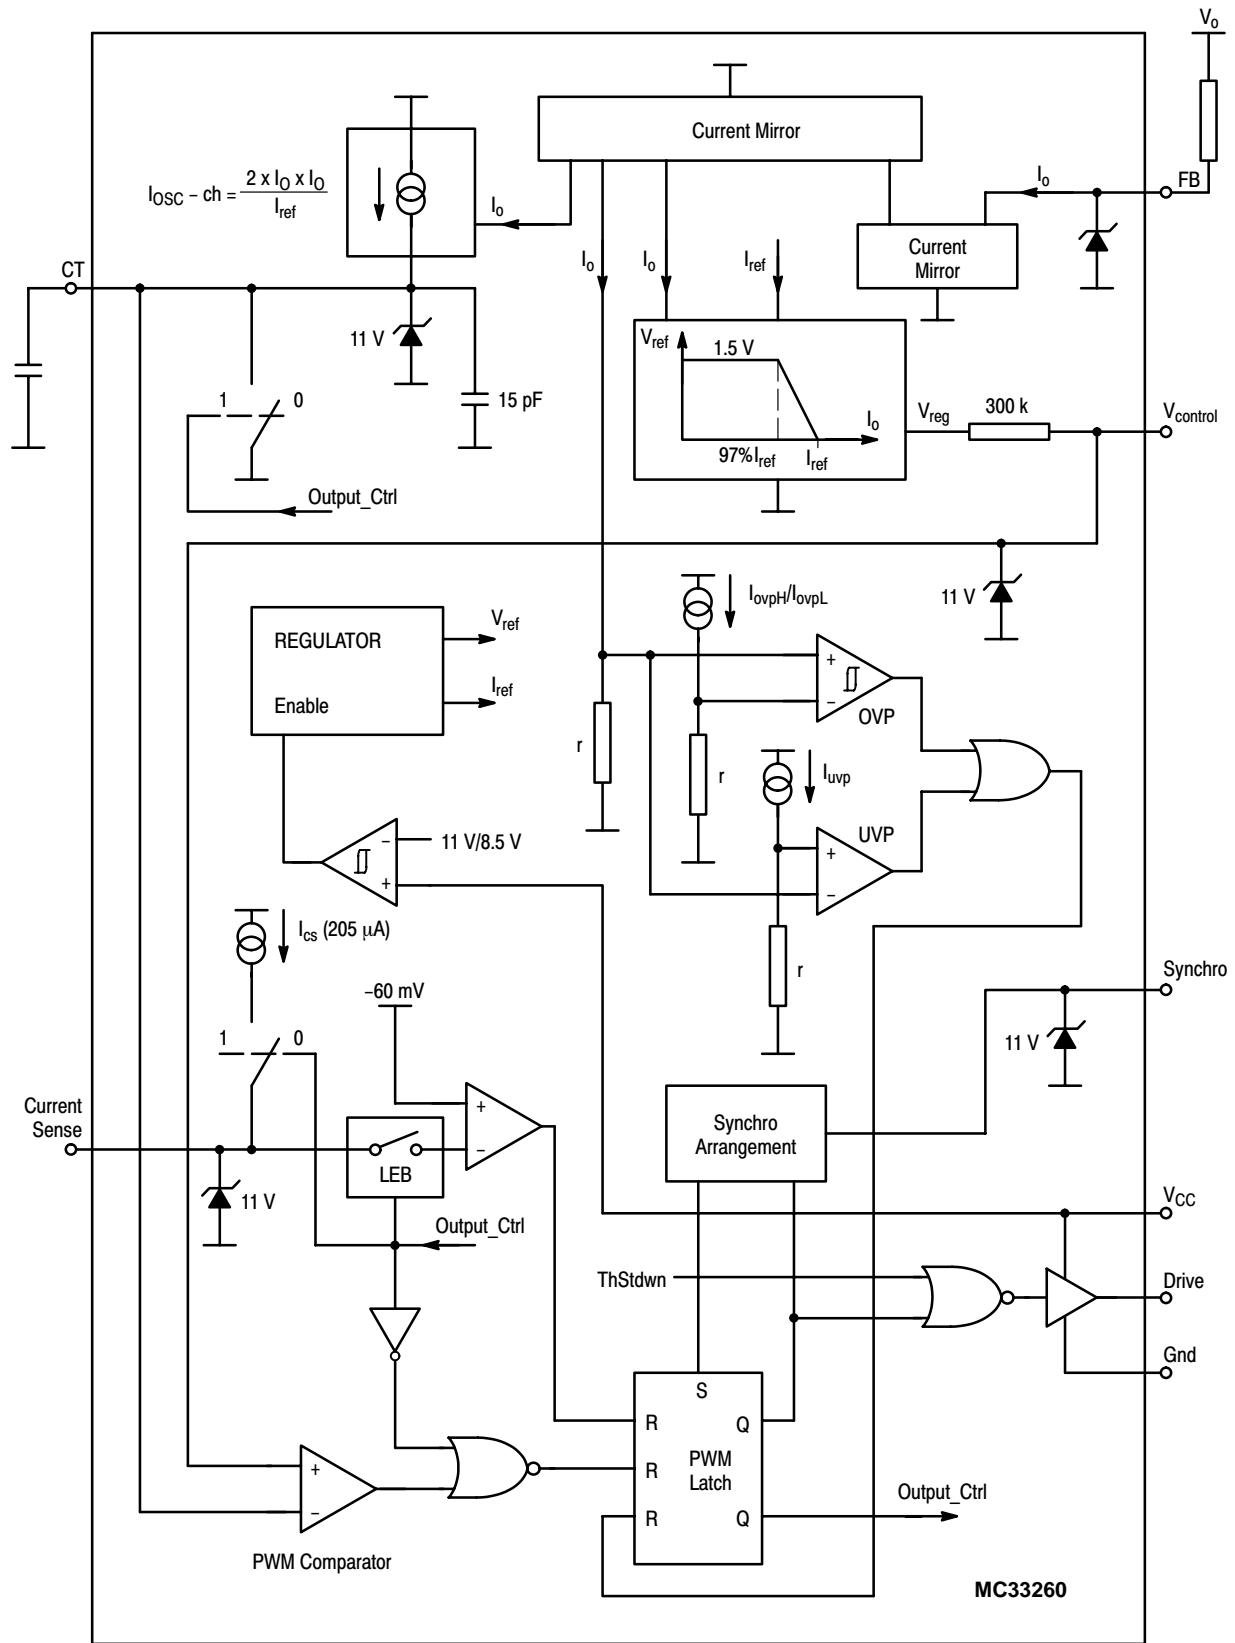 Vo
Current Mirror
IOSC – ch = 2 x IO x IO
Iref
Io
Io
FB
Current
Mirror
CT
Io
Io
Iref
11 V
Vref
1.5 V
1
0
15 pF
Vreg
300 k
Vcontrol
Io
97%Iref
Iref
Output_Ctrl
IovpH/IovpL
11 V
REGULATOR
Vref
Iref
Enable
+
–
OVP
r
r
Iuvp
UVP
–
11 V/8.5 V
+
+
–
Ics (205 μA)
r
–60 mV
Synchro
1
0
11 V
Current
Sense
+
–
LEB
Synchro
Arrangement
11 V
VCC
Output_Ctrl
ThStdwn
Drive
Gnd
S
R
Q
R
PWM
Latch
R
Q
+
–
Output_Ctrl
PWM Comparator
MC33260